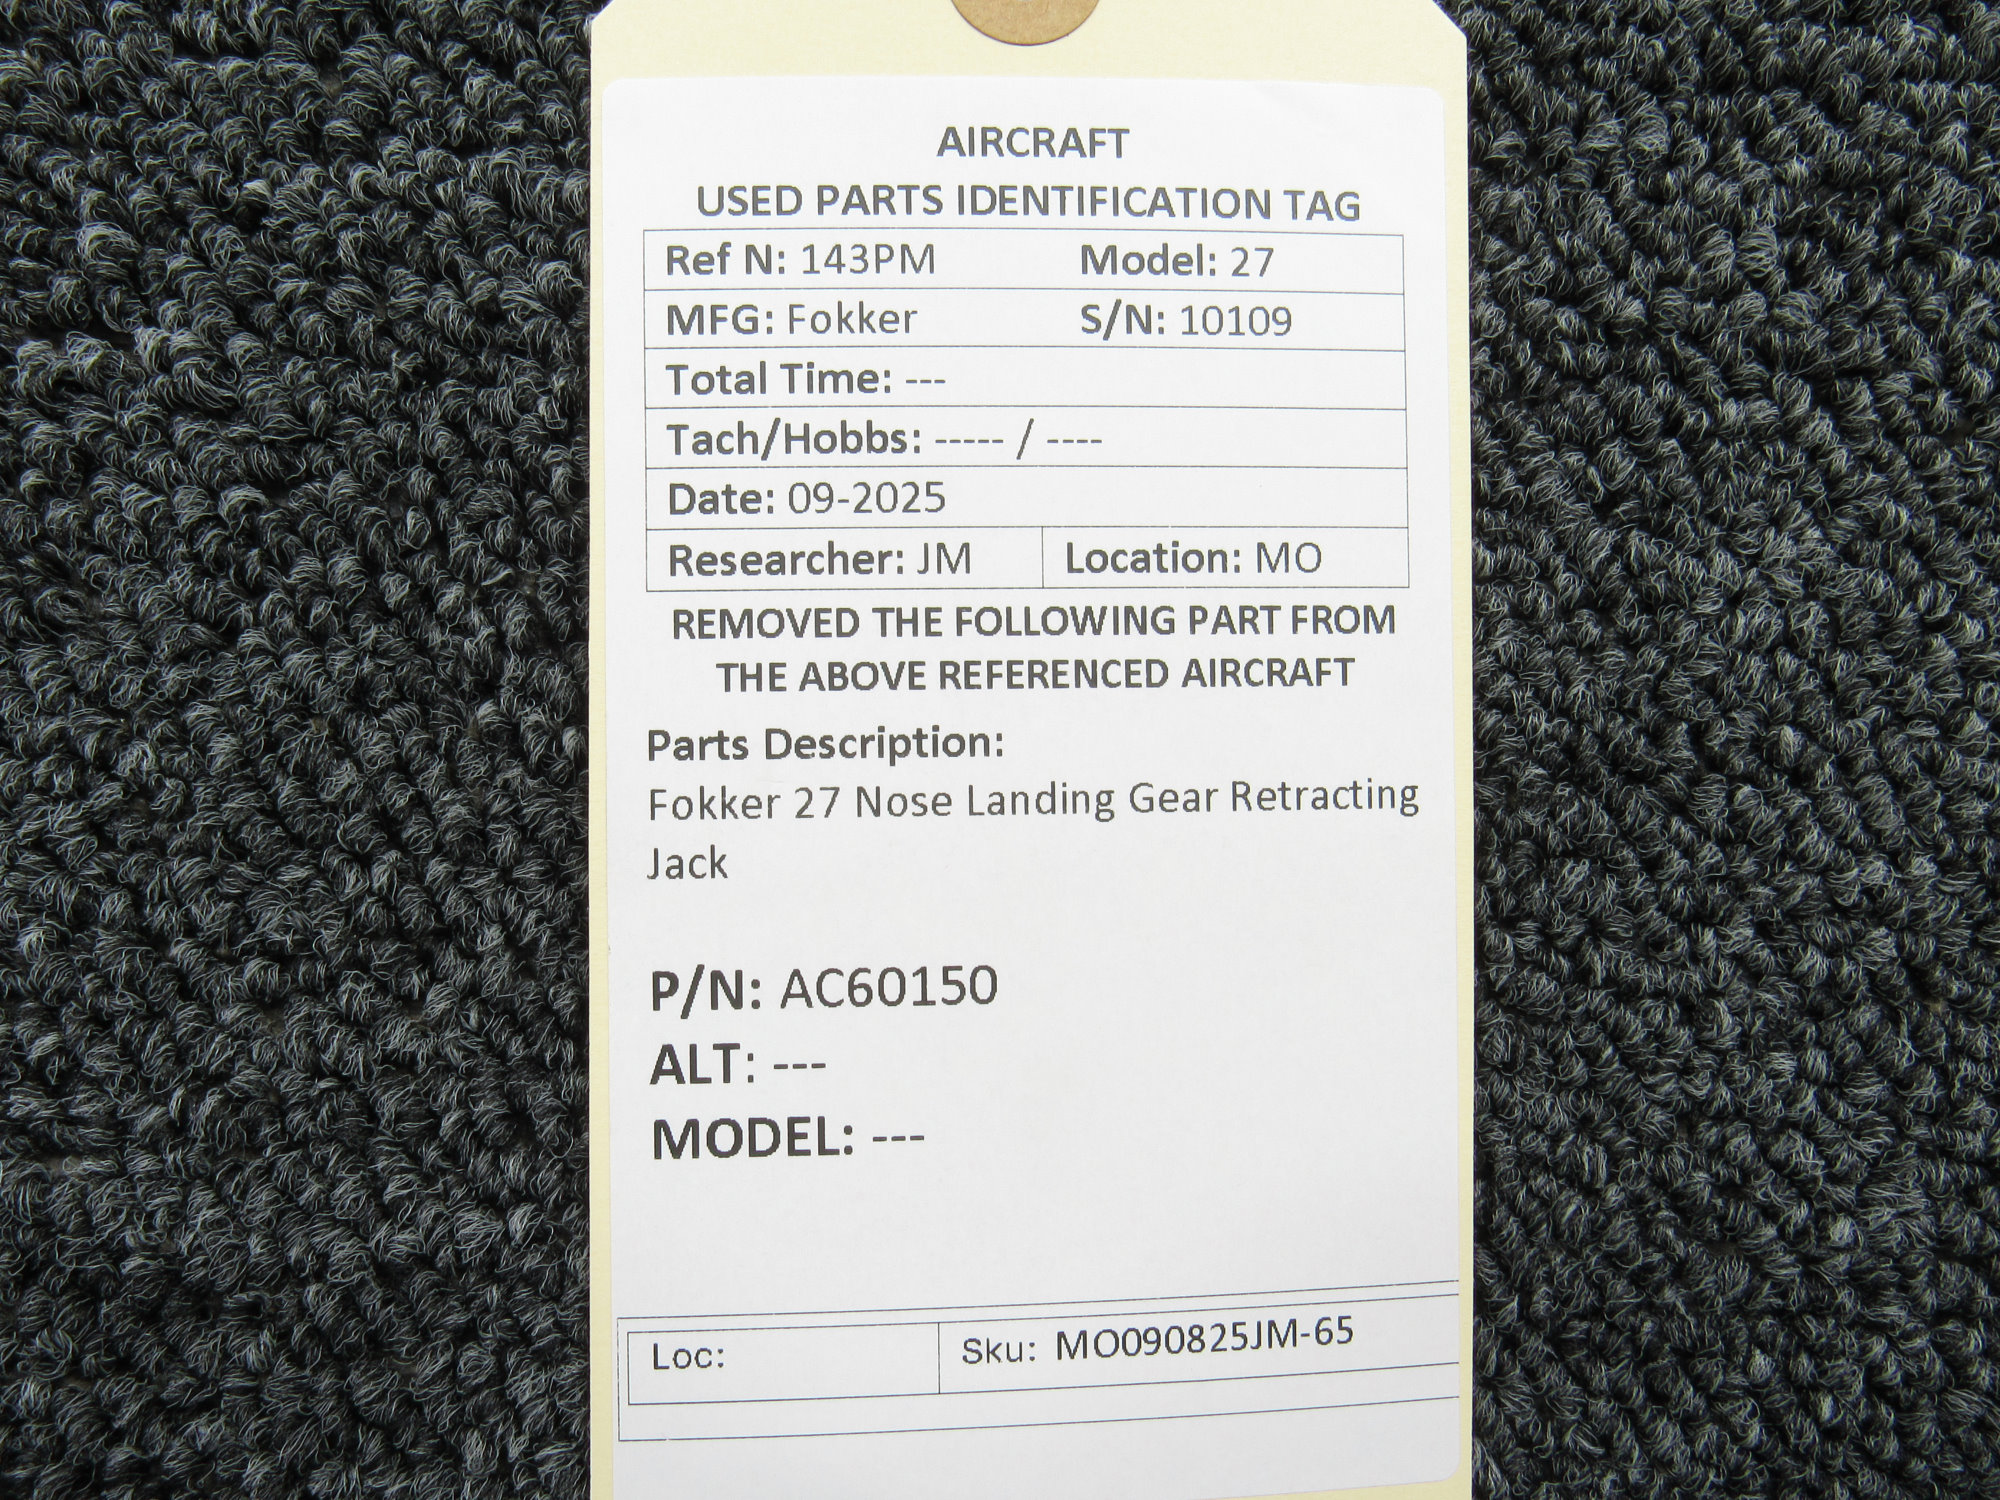 AIRCRAFT
USED PARTS IDENTIFICATION TAG
Ref N: 143PM Model: 27
MFG: Fokker S/N: 10109
Total Time: ---
Tach/Hobbs: ----- / ----
Date: 09-2025
Researcher: JM Location: MO
REMOVED THE FOLLOWING PART FROM
THE ABOVE REFERENCED AIRCRAFT
Parts Description:
Fokker 27 Nose Landing Gear Retracting
Jack
P/N: AC60150
ALT: ---
MODEL: ---
Loc: Sku: MO090825JM-65